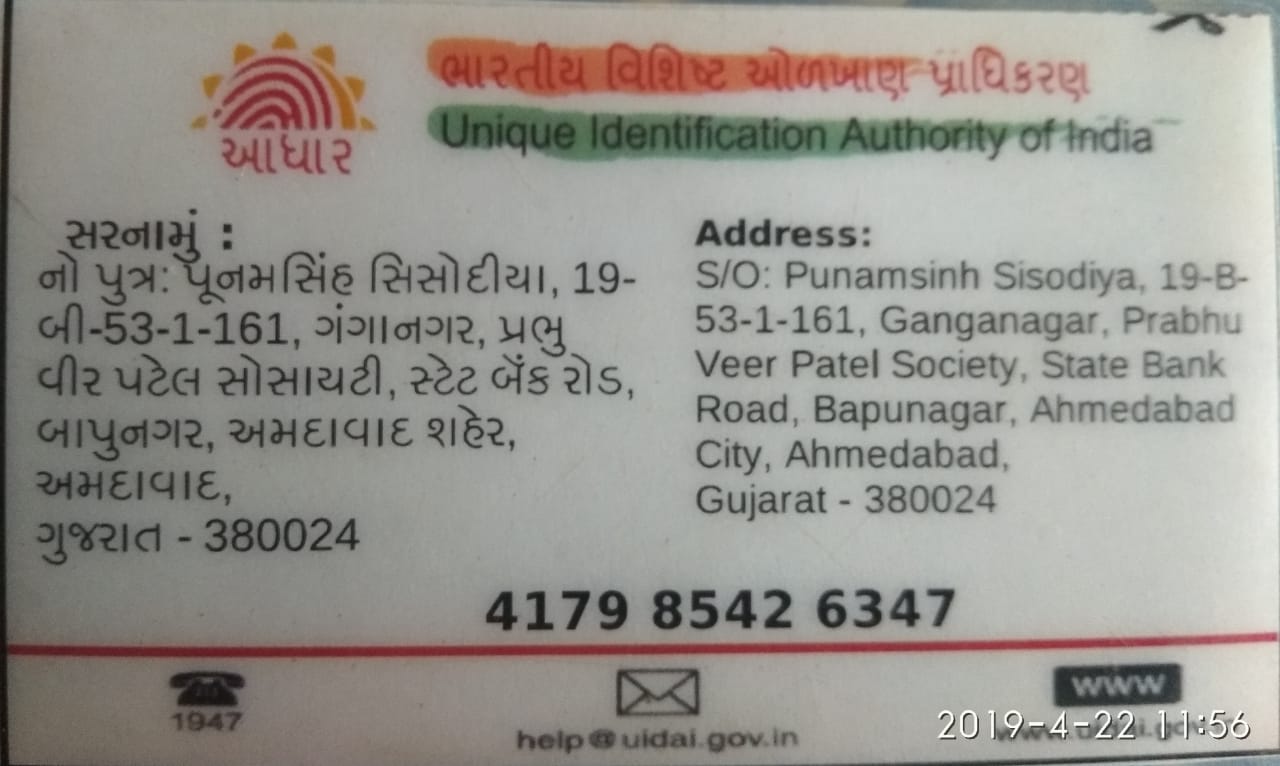 આધાર
ભારતીય વિશિષ્ટ ઓળખાણ પ્રાધિકરણ
Unique Identification Authority of India
સરનામું :
નો પુત્ર: પૂનમસિંહ સિસોદીયા, 19-
બી-53-1-161, ગંગાનગર, પ્રભુ
વીર પટેલ સોસાયટી, સ્ટેટ બેંક રોડ,
બાપુનગર, અમદાવાદ શહેર,
અમદાવાદ,
ગુજરાત - 380024
Address:
S/O: Punamsinh Sisodiya, 19-B-
53-1-161, Ganganagar, Prabhu
Veer Patel Society, State Bank
Road, Bapunagar, Ahmedabad
City, Ahmedabad,
Gujarat - 380024
4179 8542 6347
1947
help@uidai.gov.in
www
2019-4-22 11:56